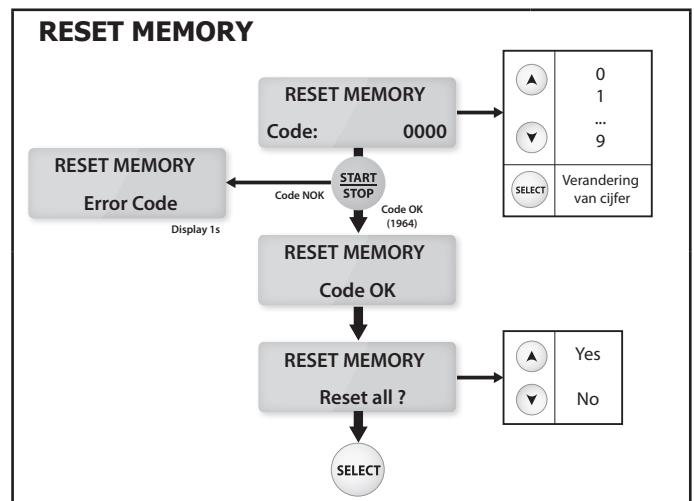 RESET MEMORY
RESET MEMORY
Code: 0000
0
1
...
9
SELECT
Verandering
van cijfer
START
STOP
Code NOK
Code OK
(1964)
RESET MEMORY
Error Code
Display 1s
RESET MEMORY
Code OK
RESET MEMORY
Reset all ?
Yes
No
SELECT